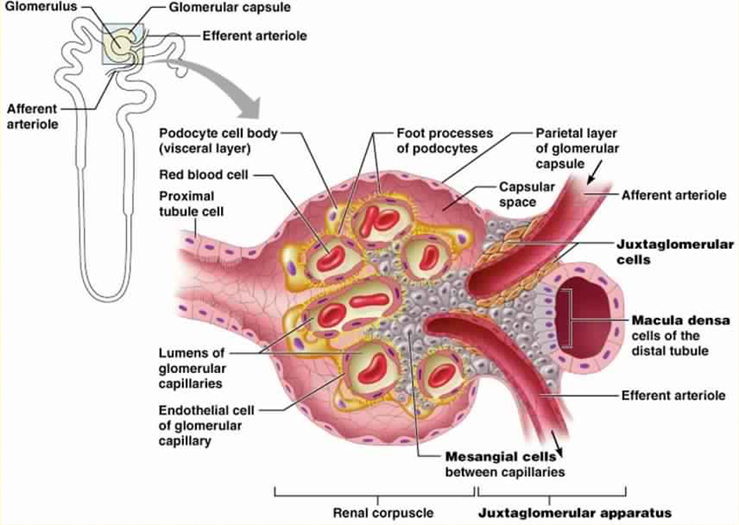 Glomerulus
Glomerular capsule
Efferent arteriole
Afferent
arteriole
Podocyte cell body
(visceral layer)
Foot processes
of podocytes
Parietal layer
of glomerular
capsule
Red blood cell
Capsular
space
Afferent arteriole
Proximal
tubule cell
Juxtaglomerular
cells
Macula densa
cells of the
distal tubule
Lumens of
glomerular
capillaries
Efferent arteriole
Endothelial cell
of glomerular
capillary
Mesangial cells
between capillaries
Renal corpuscle
Juxtaglomerular apparatus